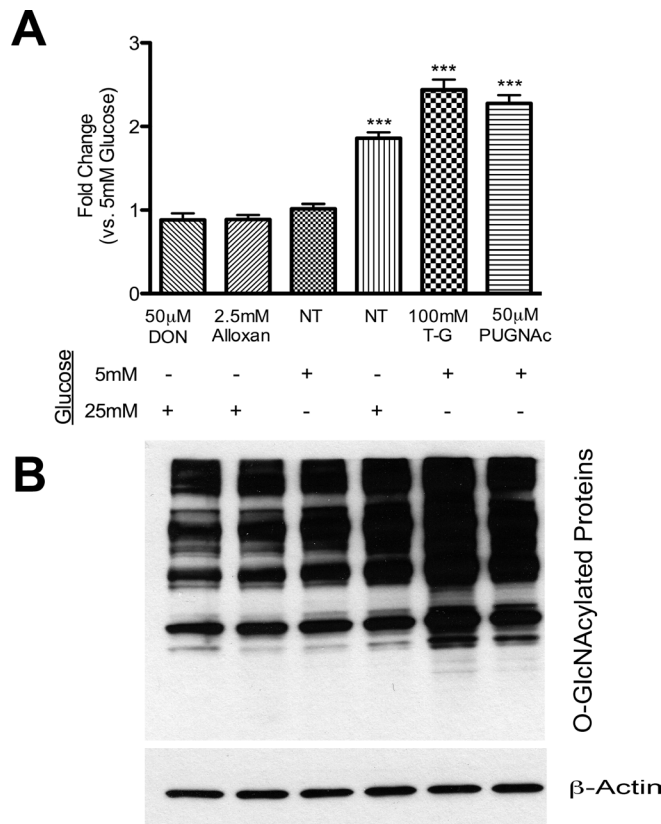 A
Fold Change
(vs. 5mM Glucose)
3
2
1
0
***
***
***
50μM
DON
2.5mM
Alloxan
NT
NT
100mM
T-G
50μM
PUGNAc
Glucose
5mM - - + - + +
25mM + + - + - -
B
O-GlcNAcylated Proteins
β-Actin